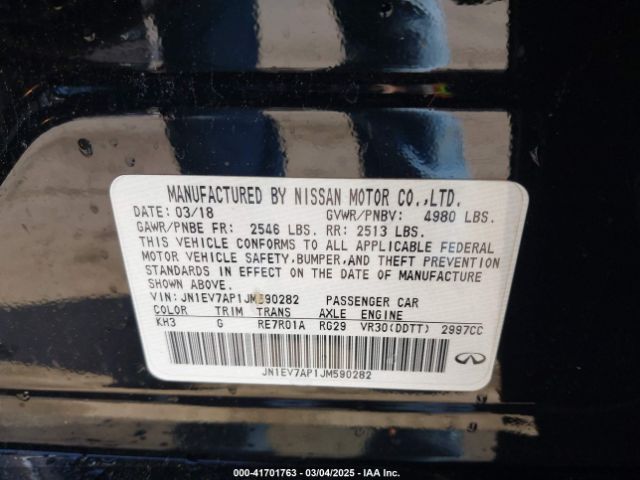 MANUFACTURED BY NISSAN MOTOR CO.,LTD.
DATE: 03/18 GVWR/PNBV: 4980 LBS.
GAWR/PNBE FR: 2546 LBS. RR: 2513 LBS.
THIS VEHICLE CONFORMS TO ALL APPLICABLE FEDERAL
MOTOR VEHICLE SAFETY, BUMPER, AND THEFT PREVENTION
STANDARDS IN EFFECT ON THE DATE OF MANUFACTURE
SHOWN ABOVE.
VIN: JN1EV7AP1JM590282 PASSENGER CAR
COLOR TRIM TRANS AXLE ENGINE
KH3 G RE7R01A RG29 VR30(DDTT) 2997CC
JN1EV7AP1JM590282
000-41701763 - 03/04/2025 - IAA Inc.